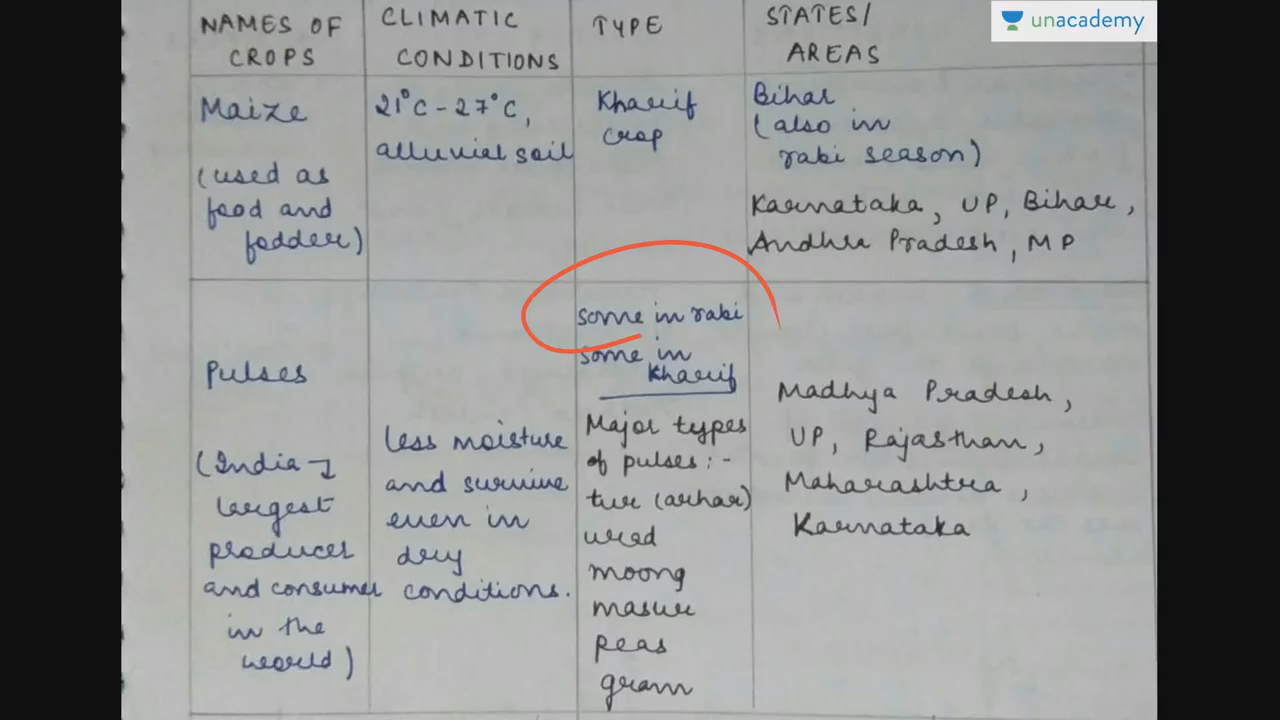 NAMES OF
CROPS
CLIMATIC
CONDITIONS
TYPE
STATES/
AREAS
unacademy
Maize
(used as
food and
fodder)
21°C - 27°C,
alluvial soil
Kharif
crop
Bihar
(also in
rabi season)
Karnataka, UP, Bihar,
Andhra Pradesh, MP
Pulses
(India →
largest
producer
and consumer
in the
world)
less moisture
and survive
even in
dry
conditions.
some in rabi
some in
Kharif
Major types
of pulses:-
tur (arhar)
urad
moong
masur
peas
gram
Madhya Pradesh,
UP, Rajasthan,
Maharashtra,
Karnataka